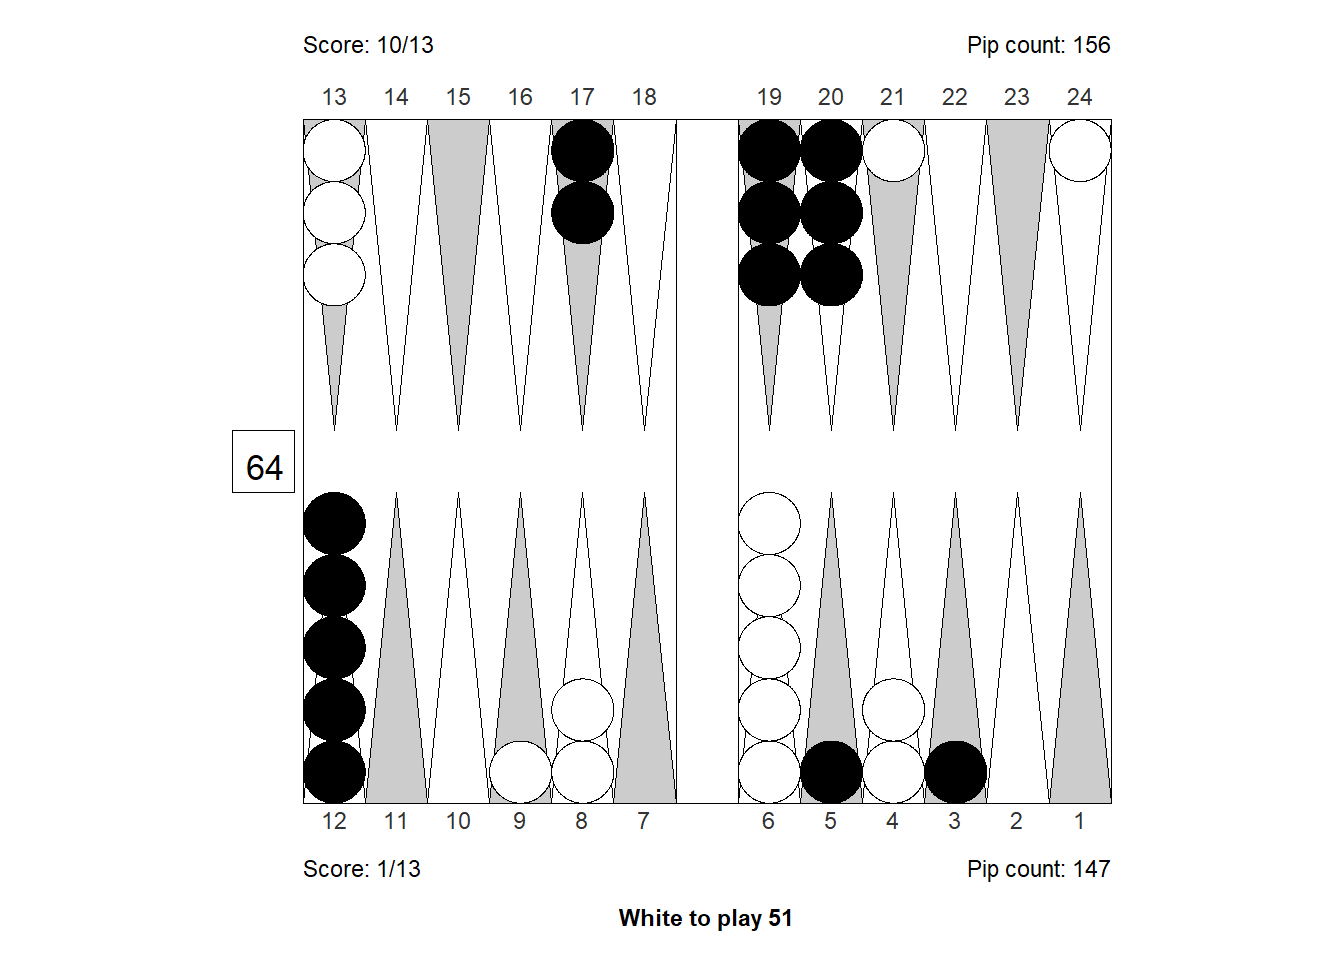 Score: 10/13 Pip count: 156
13 14 15 16 17 18 19 20 21 22 23 24
64
12 11 10 9 8 7 6 5 4 3 2 1
Score: 1/13 Pip count: 147
White to play 51